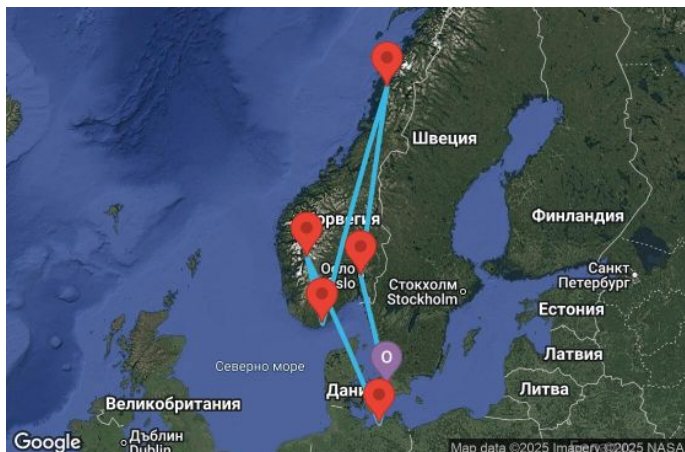 Швеция
Норвегия
Финландия
Осло
Oslo
Санкт
Петербург
Стокхолм
Stockholm
Естония
Северно море
Латвия
Дани
O
Литва
Великобритания
Google
Дъблин
Dublin
Map data ©2025 Imagery ©2025 NASA